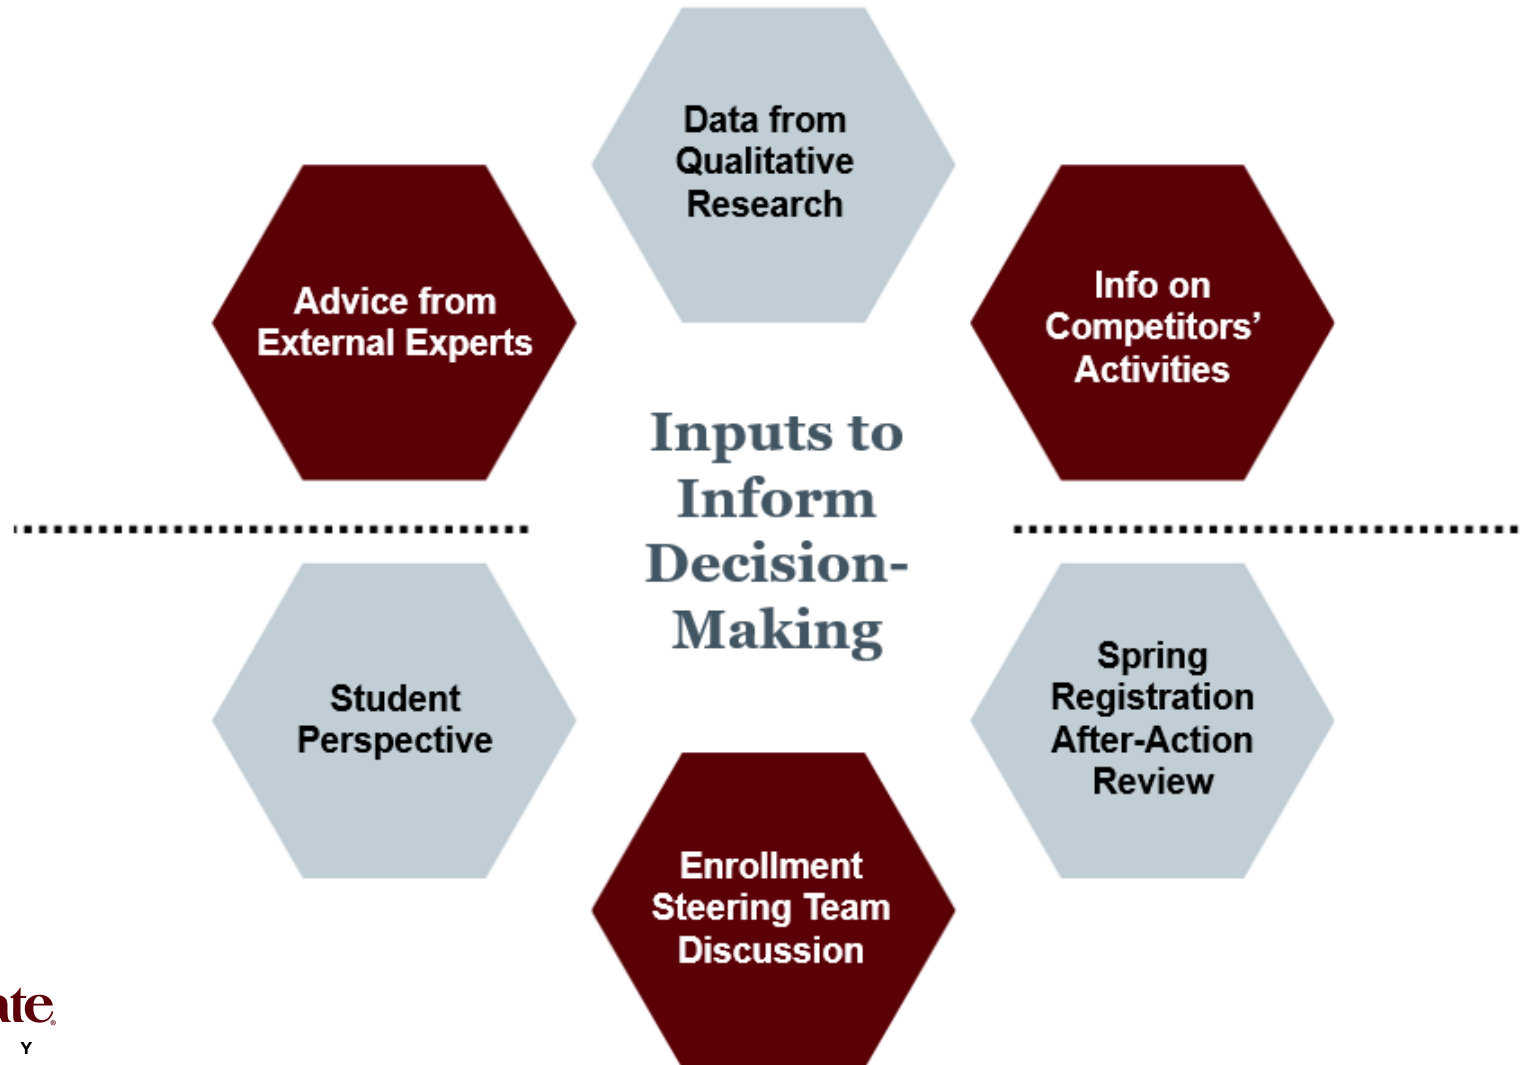 Data from
Qualitative
Research
Advice from
External Experts
Info on
Competitors’
Activities
Inputs to
Inform
Decision-
Making
Student
Perspective
Spring
Registration
After-Action
Review
Enrollment
Steering Team
Discussion
ate®
Y